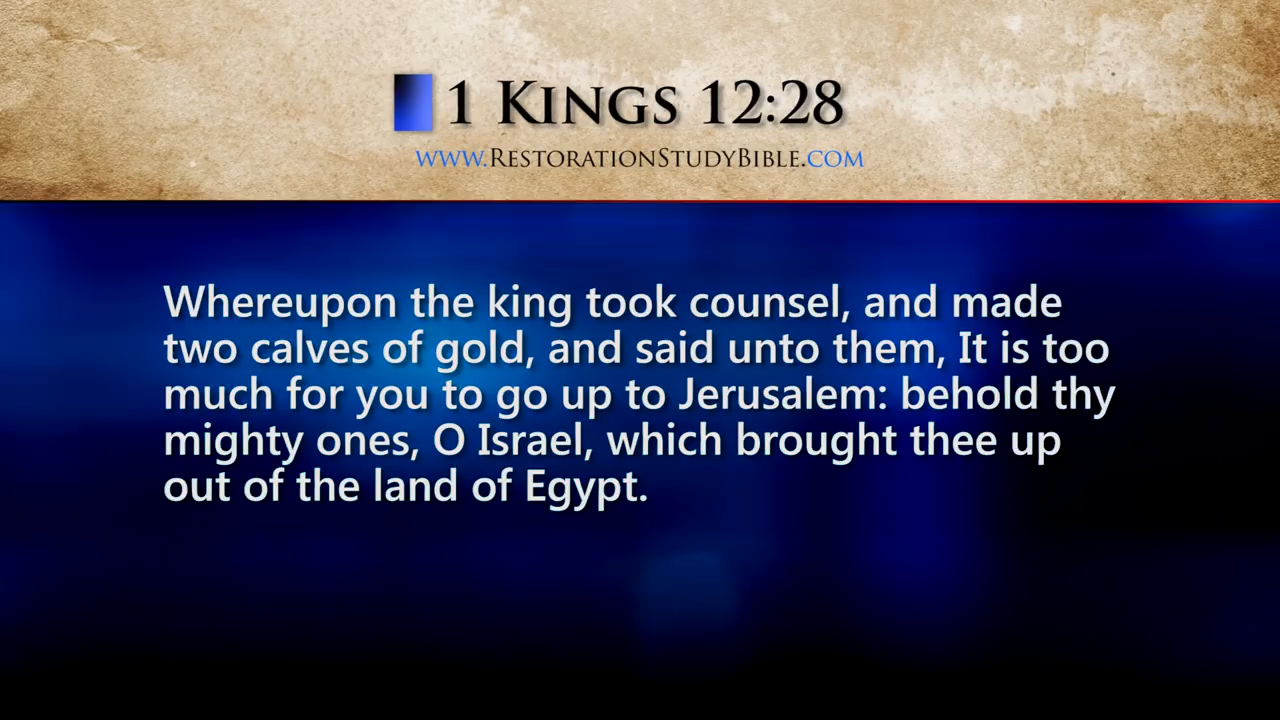 1 Kings 12:28
www.RestorationStudyBible.com
Whereupon the king took counsel, and made
two calves of gold, and said unto them, It is too
much for you to go up to Jerusalem: behold thy
mighty ones, O Israel, which brought thee up
out of the land of Egypt.